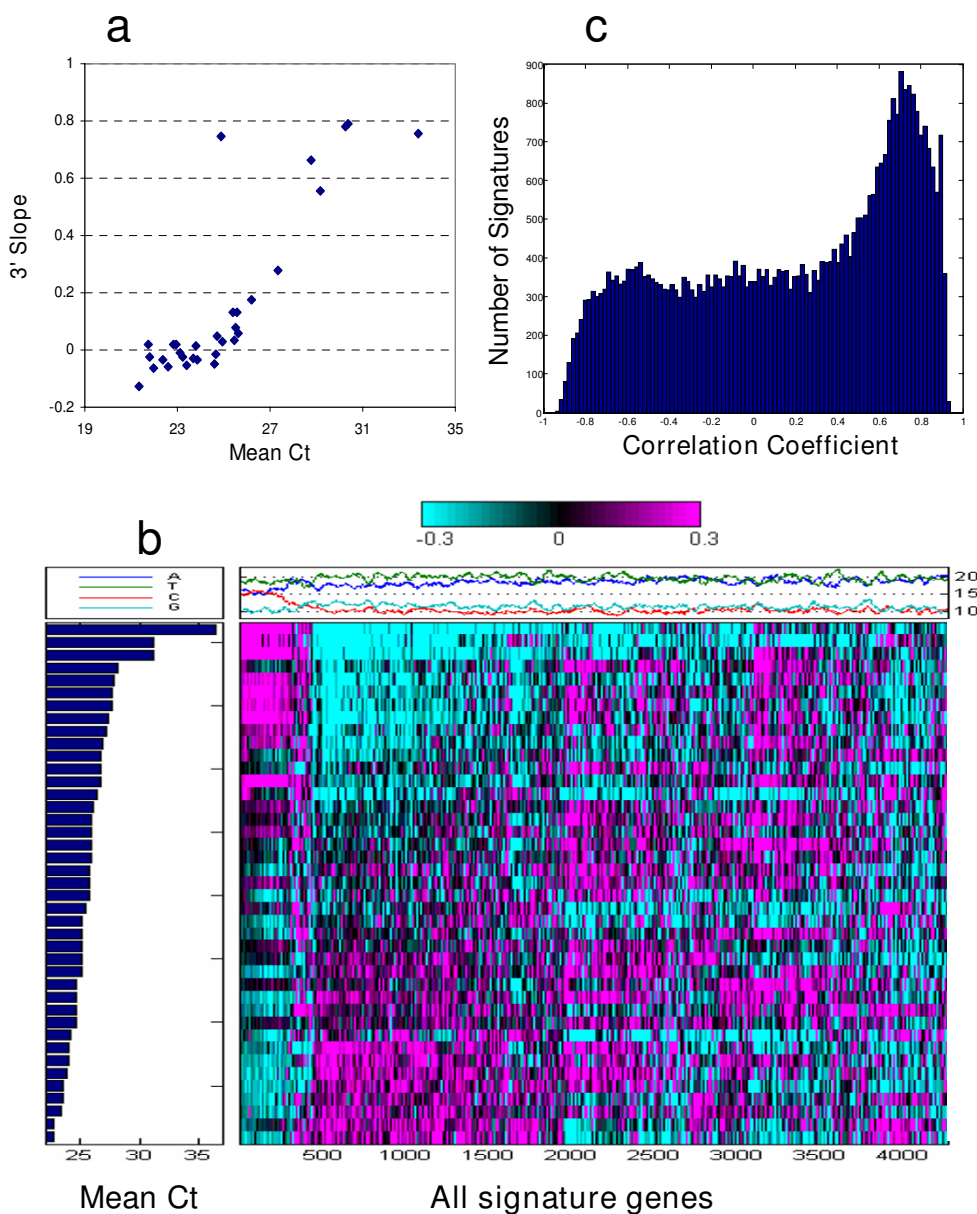 a
1
0.8
0.6
0.4
0.2
0
-0.2
3' Slope
19 23 27 31 35
Mean Ct
c
900
800
700
600
500
400
300
200
100
0
Number of Signatures
-1 -0.8 -0.6 -0.4 -0.2 0 0.2 0.4 0.6 0.8 1
Correlation Coefficient
b
-0.3 0 0.3
A
T
C
G
20
15
10
25 30 35
Mean Ct
500 1000 1500 2000 2500 3000 3500 4000
All signature genes